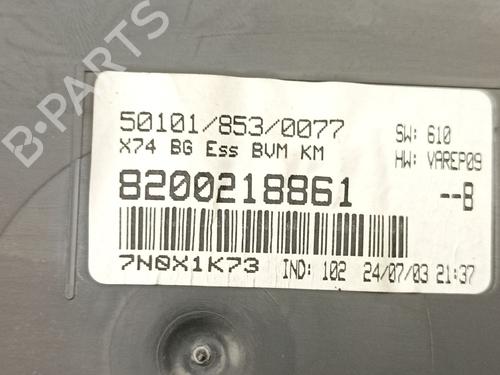 B-PARTS
50101/853/0077
SW: 610
X74 BG Ess BVM KM
HW: VAREP09
8200218861
--B
7N0X1K73
IND: 102 24/07/03 21:37